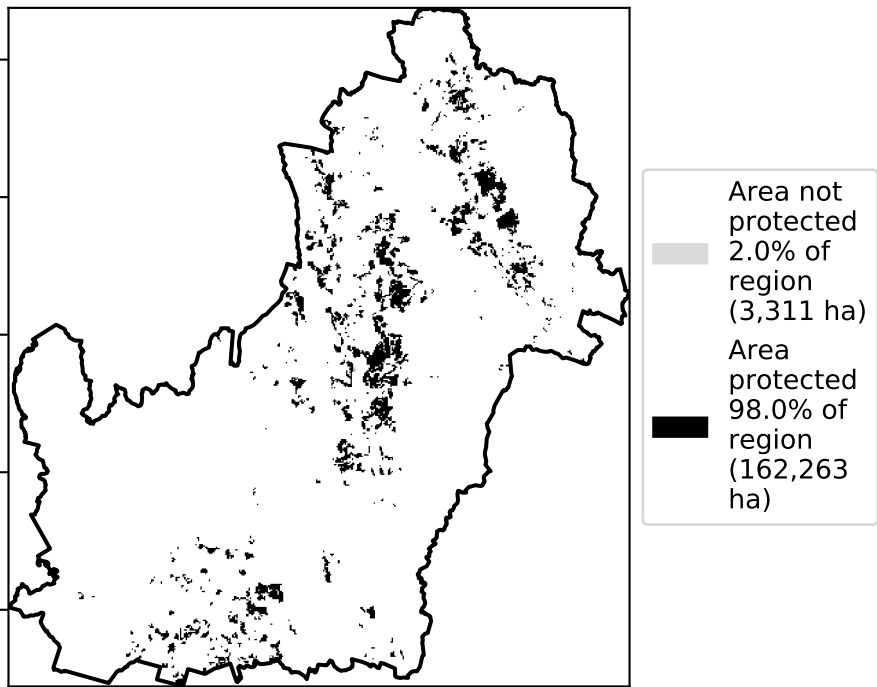 Area not
protected
2.0% of
region
(3,311 ha)
Area
protected
98.0% of
region
(162,263
ha)